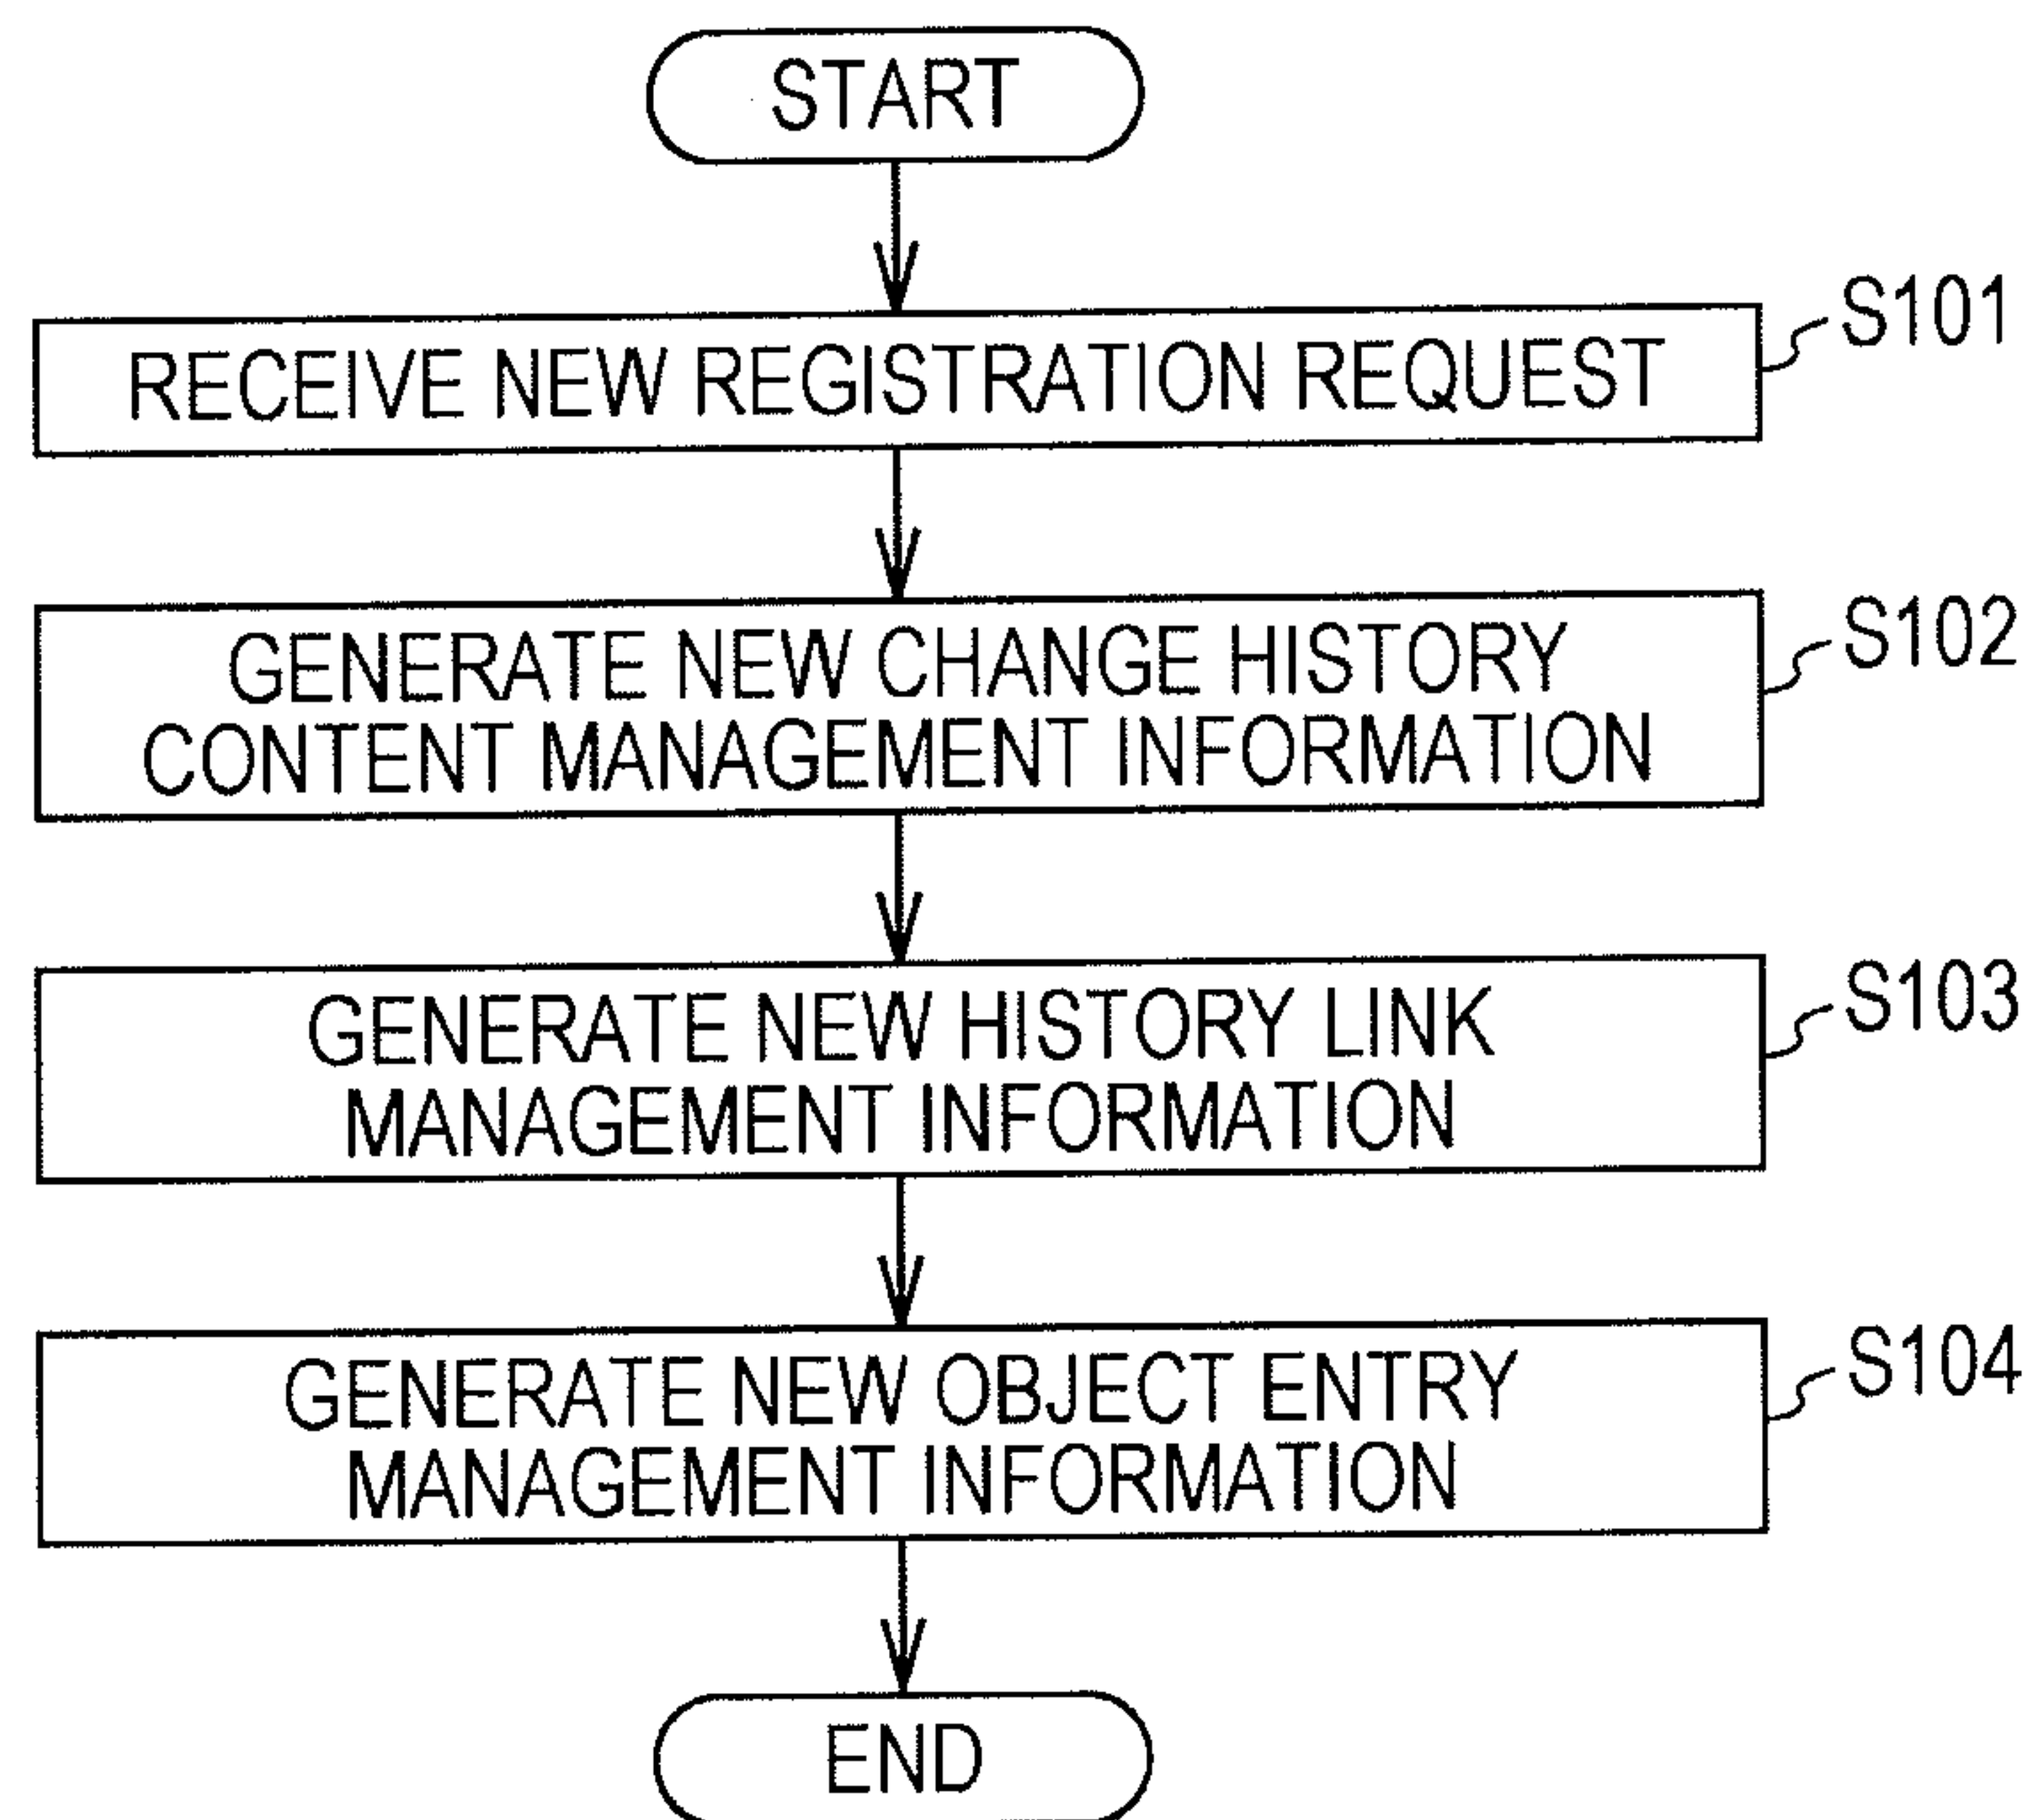 START
RECEIVE NEW REGISTRATION REQUEST
S101
GENERATE NEW CHANGE HISTORY
CONTENT MANAGEMENT INFORMATION
S102
GENERATE NEW HISTORY LINK
MANAGEMENT INFORMATION
S103
GENERATE NEW OBJECT ENTRY
MANAGEMENT INFORMATION
S104
END